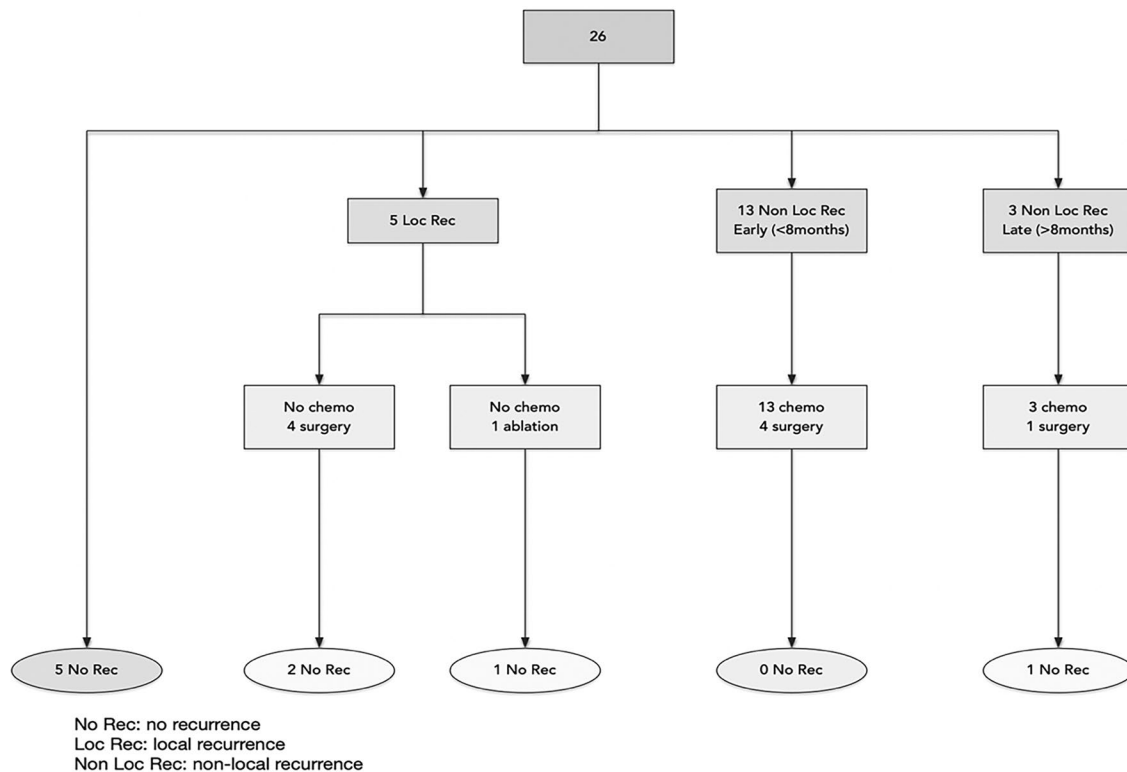 26
5 Loc Rec
13 Non Loc Rec
Early (<8months)
3 Non Loc Rec
Late (>8months)
No chemo
4 surgery
No chemo
1 ablation
13 chemo
4 surgery
3 chemo
1 surgery
5 No Rec
2 No Rec
1 No Rec
0 No Rec
1 No Rec
No Rec: no recurrence
Loc Rec: local recurrence
Non Loc Rec: non-local recurrence